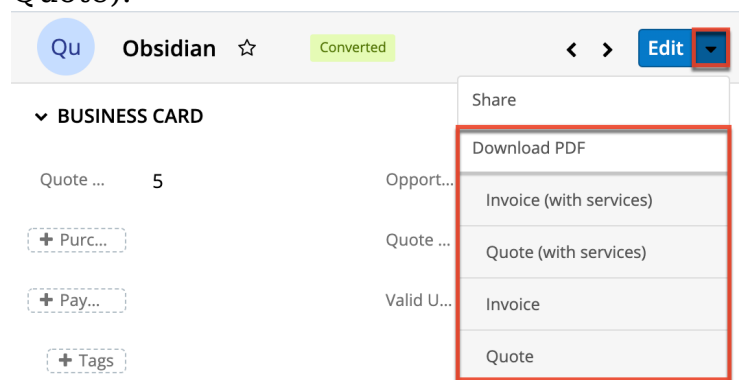 Quote).
Qu Obsidian Converted Edit
Share
BUSINESS CARD
Download PDF
Quote ... 5 Opport...
Invoice (with services)
+ Purc... Quote ...
Quote (with services)
+ Pay... Valid U...
Invoice
Quote
+ Tags